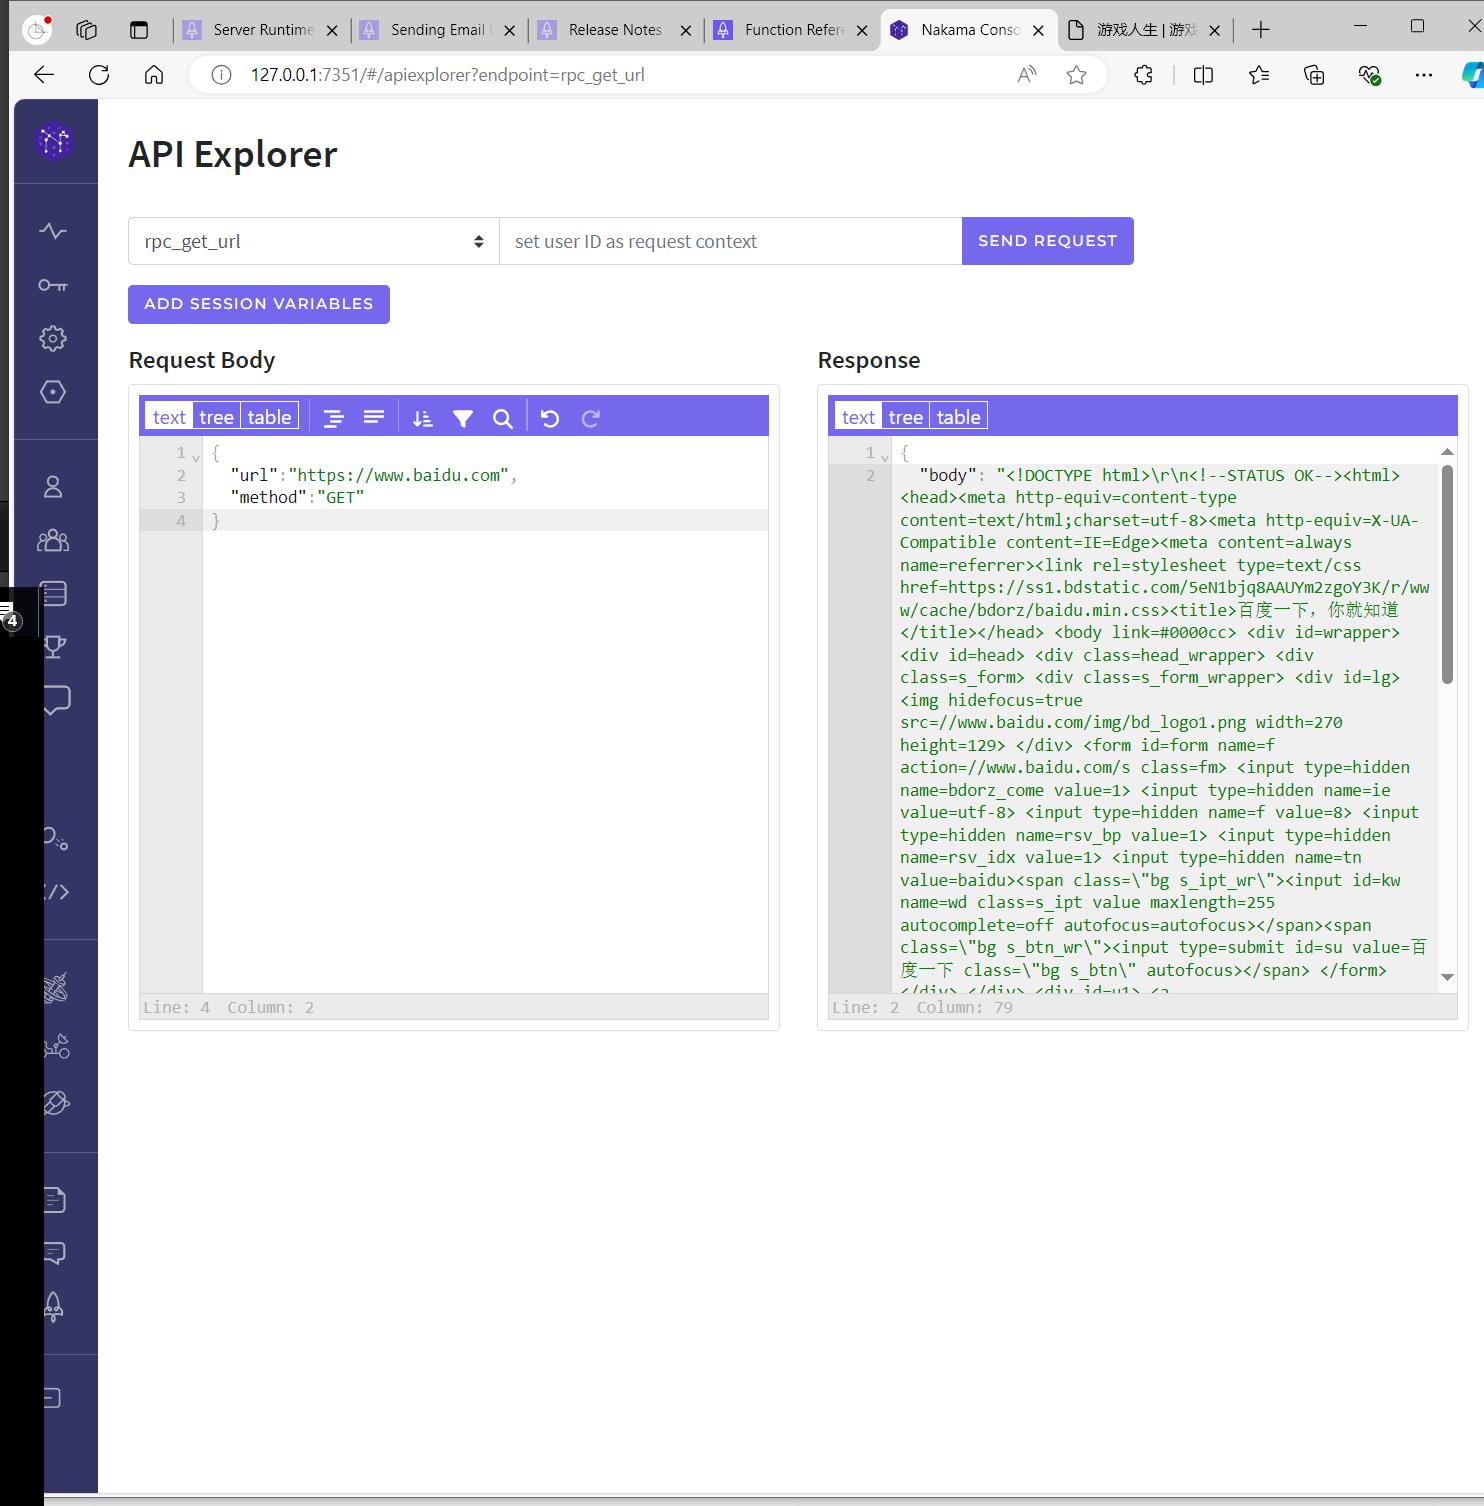 Server Runtime
Sending Email
Release Notes
Function Refere
Nakama Conso
游戏人生 | 游戏
127.0.0.1:7351/#/apiexplorer?endpoint=rpc_get_url
API Explorer
rpc_get_url
set user ID as request context
SEND REQUEST
ADD SESSION VARIABLES
Request Body
text tree table
1 {
2 "url":"https://www.baidu.com",
3 "method":"GET"
4 }
Line: 4 Column: 2
Response
text tree table
1 {
2 "body": "<!DOCTYPE html>\r\n<!--STATUS OK--><html>
<head><meta http-equiv=content-type
content=text/html;charset=utf-8><meta http-equiv=X-UA-
Compatible content=IE=Edge><meta content=always
name=referrer><link rel=stylesheet type=text/css
href=https://ss1.bdstatic.com/5eN1bjq8AAUYm2zgoY3K/r/ww
w/cache/bdorz/baidu.min.css><title>百度一下，你就知道
</title></head> <body link=#0000cc> <div id=wrapper>
<div id=head> <div class=head_wrapper> <div
class=s_form> <div class=s_form_wrapper> <div id=lg>
<img hidefocus=true
src=//www.baidu.com/img/bd_logo1.png width=270
height=129> </div> <form id=form name=f
action=//www.baidu.com/s class=fm> <input type=hidden
name=bdorz_come value=1> <input type=hidden name=ie
value=utf-8> <input type=hidden name=f value=8> <input
type=hidden name=rsv_bp value=1> <input type=hidden
name=rsv_idx value=1> <input type=hidden name=tn
value=baidu><span class=\"bg s_ipt_wr\"><input id=kw
name=wd class=s_ipt value maxlength=255
autocomplete=off autofocus=autofocus></span><span
class=\"bg s_btn_wr\"><input type=submit id=su value=百
度一下 class=\"bg s_btn\" autofocus></span> </form>
</div> </div> <div id=u1> <a
Line: 2 Column: 79
4